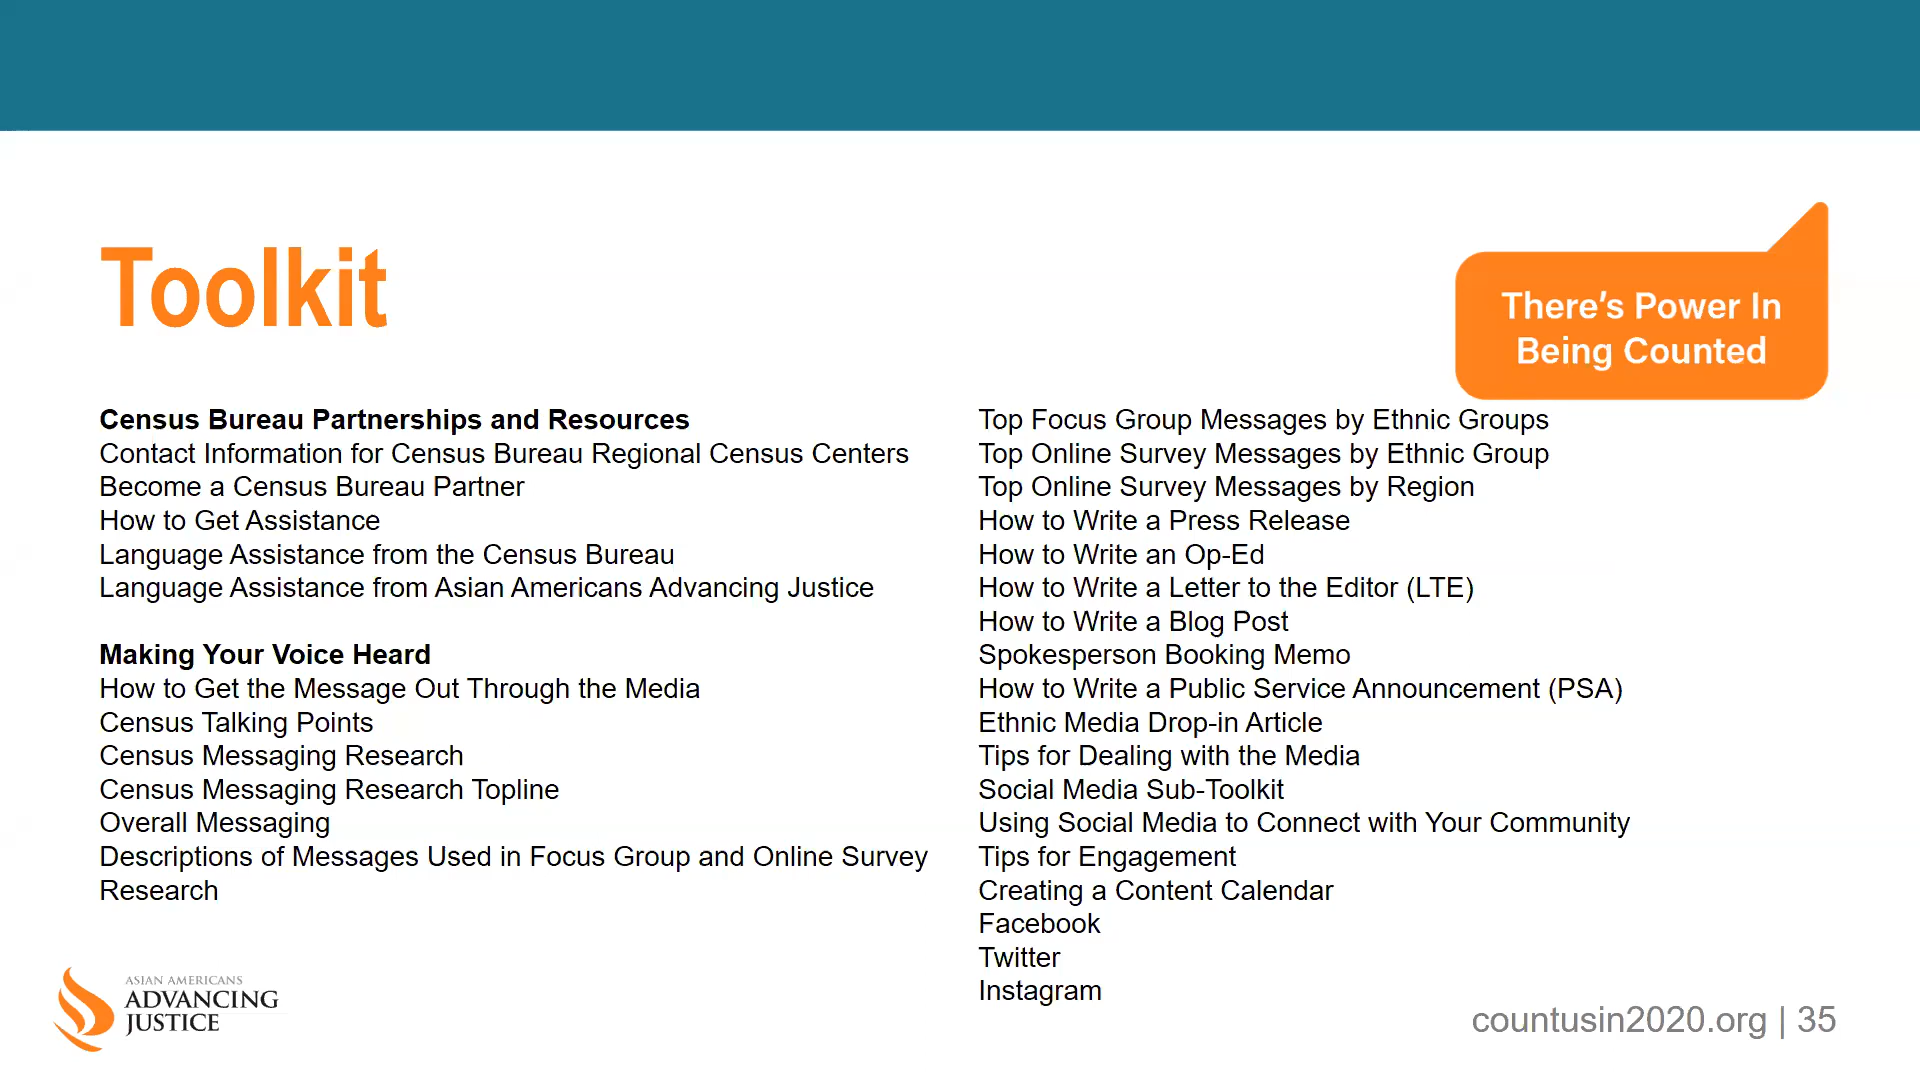 Toolkit
There's Power In
Being Counted
Census Bureau Partnerships and Resources
Contact Information for Census Bureau Regional Census Centers
Become a Census Bureau Partner
How to Get Assistance
Language Assistance from the Census Bureau
Language Assistance from Asian Americans Advancing Justice
Making Your Voice Heard
How to Get the Message Out Through the Media
Census Talking Points
Census Messaging Research
Census Messaging Research Topline
Overall Messaging
Descriptions of Messages Used in Focus Group and Online Survey
Research
Top Focus Group Messages by Ethnic Groups
Top Online Survey Messages by Ethnic Group
Top Online Survey Messages by Region
How to Write a Press Release
How to Write an Op-Ed
How to Write a Letter to the Editor (LTE)
How to Write a Blog Post
Spokesperson Booking Memo
How to Write a Public Service Announcement (PSA)
Ethnic Media Drop-in Article
Tips for Dealing with the Media
Social Media Sub-Toolkit
Using Social Media to Connect with Your Community
Tips for Engagement
Creating a Content Calendar
Facebook
Twitter
Instagram
ASIAN AMERICANS
ADVANCING
JUSTICE
countusin2020.org | 35